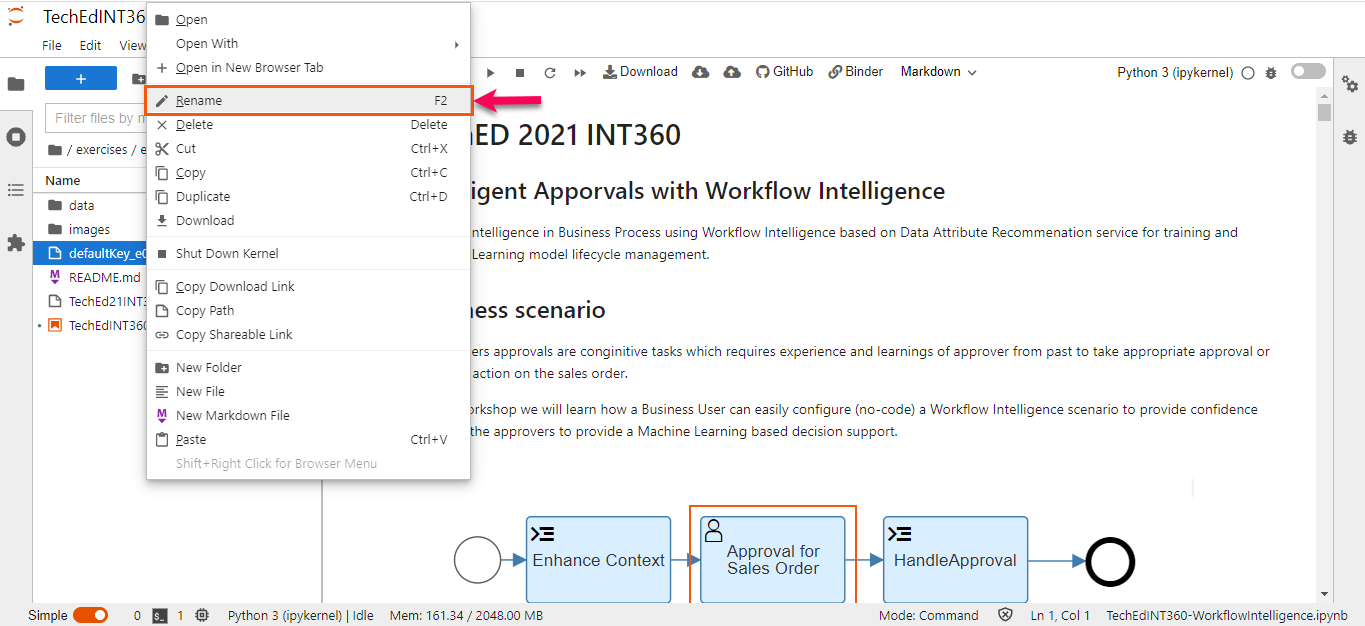 TechEdINT36
File Edit View
Open
Open With
Open in New Browser Tab
Rename F2
Delete Delete
Cut Ctrl+X
Copy Ctrl+C
Duplicate Ctrl+D
Download
Shut Down Kernel
Copy Download Link
Copy Path
Copy Shareable Link
New Folder
New File
New Markdown File
Paste Ctrl+V
Shift+Right Click for Browser Menu
Download GitHub Binder Markdown Python 3 (ipykernel)
Filter files by n
/ exercises / e
Name
data
images
defaultKey_e0
README.md
TechEd21INT3
TechEdINT360
ED 2021 INT360
igent Apporvals with Workflow Intelligence
ntelligence in Business Process using Workflow Intelligence based on Data Attribute Recommenation service for training and
Learning model lifecycle management.
ness scenario
ers approvals are conginitive tasks which requires experience and learnings of approver from past to take appropriate approval or
action on the sales order.
orkshop we will learn how a Business User can easily configure (no-code) a Workflow Intelligence scenario to provide confidence
the approvers to provide a Machine Learning based decision support.
Enhance Context
Approval for
Sales Order
HandleApproval
Simple 0 1 Python 3 (ipykernel) | Idle Mem: 161.34 / 2048.00 MB Mode: Command Ln 1, Col 1 TechEdINT360-WorkflowIntelligence.ipynb